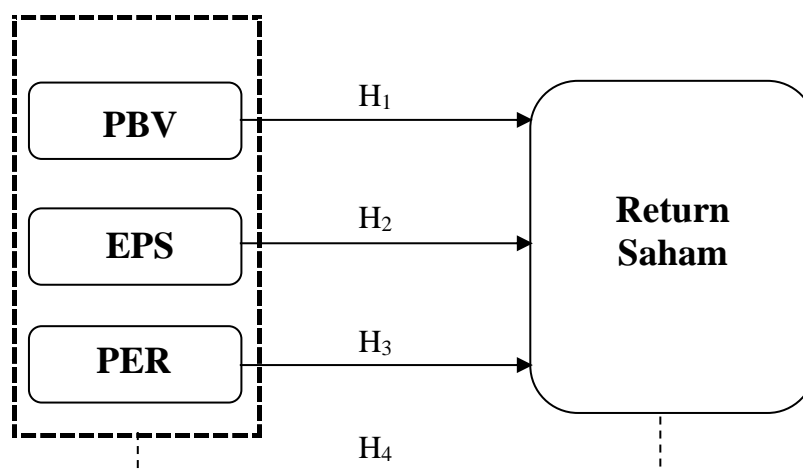 H₁
PBV
H₂
EPS
Return
Saham
H₃
PER
H₄